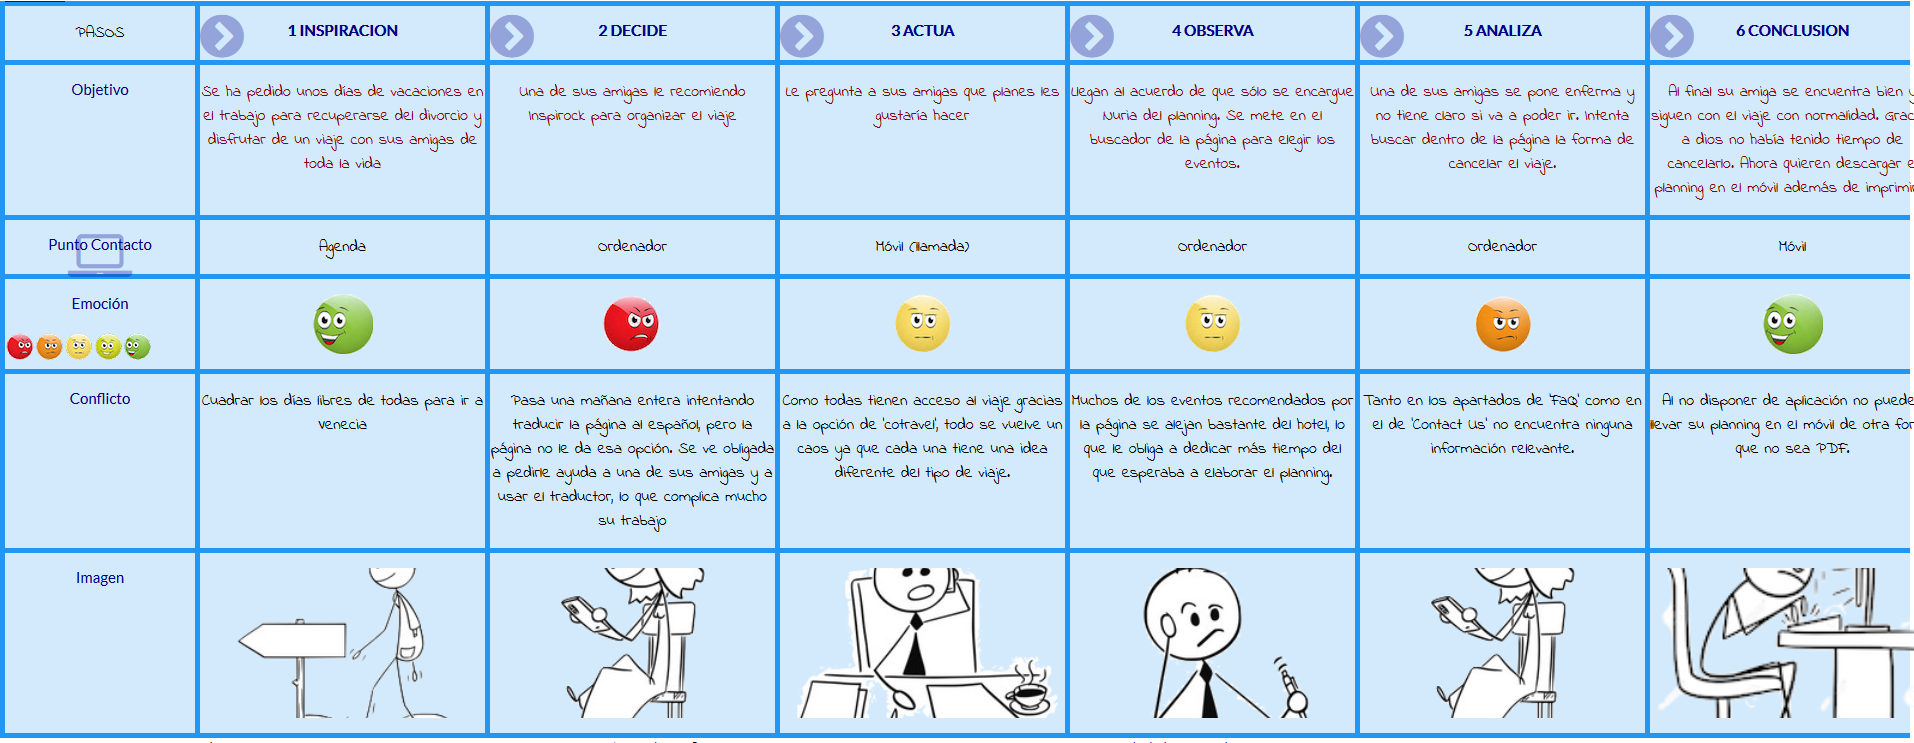 PASOS
1 INSPIRACION
2 DECIDE
3 ACTUA
4 OBSERVA
5 ANALIZA
6 CONCLUSION
Objetivo
Se ha pedido unos días de vacaciones en
el trabajo para recuperarse del divorcio y
disfrutar de un viaje con sus amigas de
toda la vida
Una de sus amigas le recomiendo
Inspirock para organizar el viaje
Le pregunta a sus amigas que planes les
gustaría hacer
Llegan al acuerdo de que sólo se encargue
Nuria del planning. Se mete en el
buscador de la página para elegir los
eventos.
Una de sus amigas se pone enferma y
no tiene claro si va a poder ir. Intenta
buscar dentro de la página la forma de
cancelar el viaje.
Al final su amiga se encuentra bien y
siguen con el viaje con normalidad. Grac
a dios no había tenido tiempo de
cancelarlo. Ahora quieren descargar e
planning en el móvil además de imprimi
Punto Contacto
Agenda
Ordenador
Móvil (llamada)
Ordenador
Ordenador
Móvil
Emoción
Conflicto
Cuadrar los días libres de todas para ir a
Venecia
Pasa una mañana entera intentando
traducir la página al español, pero la
página no le da esa opción. Se ve obligada
a pedirle ayuda a una de sus amigas y a
usar el traductor, lo que complica mucho
su trabajo
Como todas tienen acceso al viaje gracias
a la opción de 'cotravel', todo se vuelve un
caos ya que cada una tiene una idea
diferente del tipo de viaje.
Muchos de los eventos recomendados por
la página se alejan bastante del hotel, lo
que le obliga a dedicar más tiempo del
que esperaba a elaborar el planning.
Tanto en los apartados de 'FaQ' como en
el de 'Contact Us' no encuentra ninguna
información relevante.
Al no disponer de aplicación no puede
llevar su planning en el móvil de otra for
que no sea PDF.
Imagen